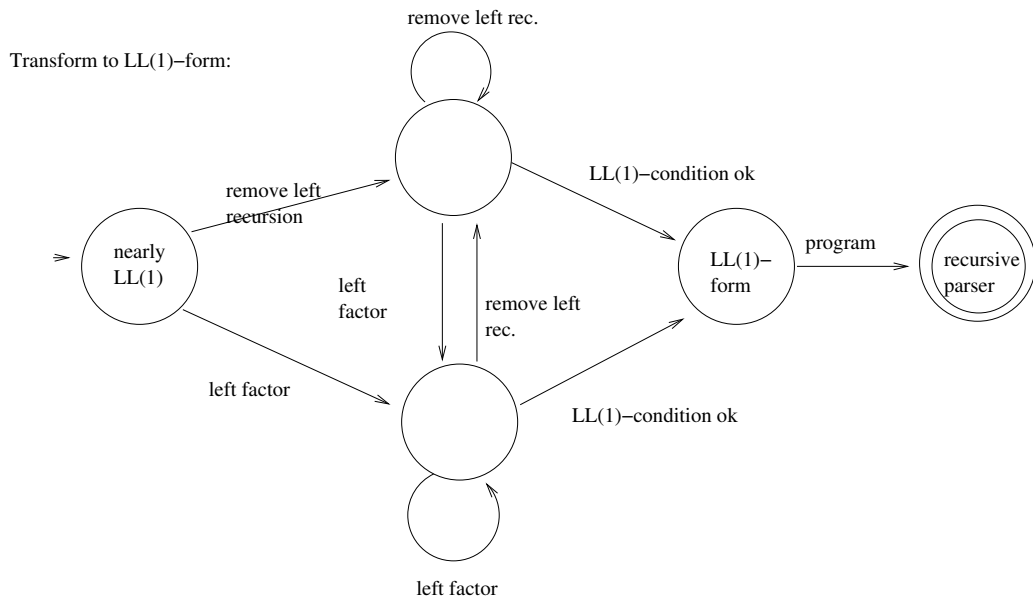 remove left rec.
Transform to LL(1)−form:
LL(1)−condition ok
remove left
recursion
program
nearly
LL(1)
LL(1)−
form
recursive
parser
left
factor
remove left
rec.
left factor
LL(1)−condition ok
left factor